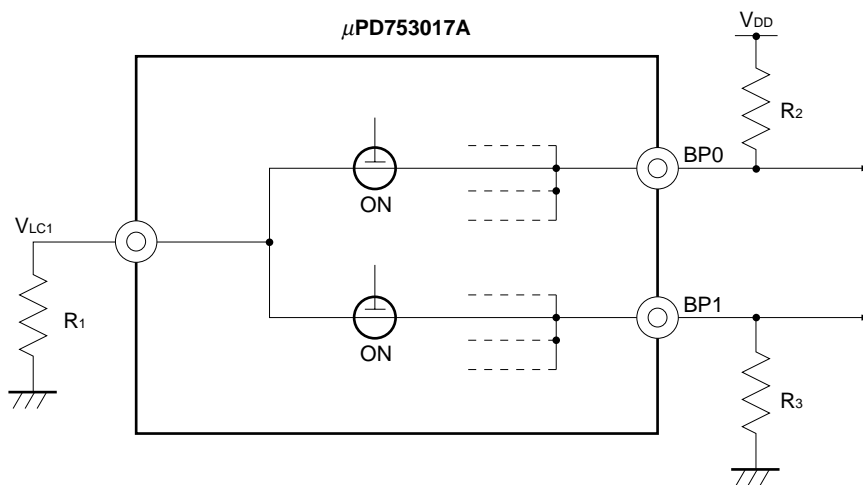 μPD753017A
VDD
R2
BP0
ON
VLC1
R1
BP1
ON
R3